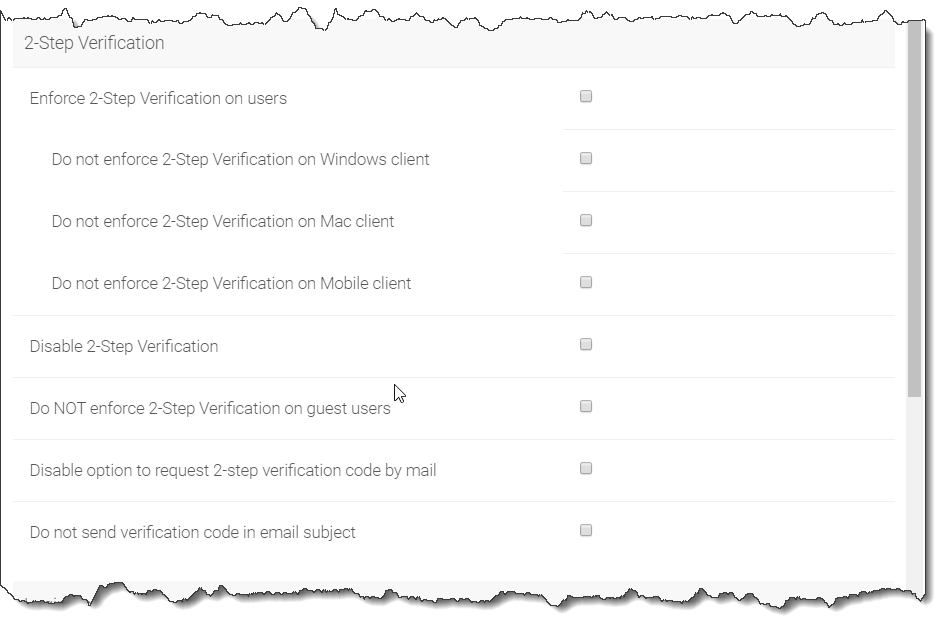 2-Step Verification
Enforce 2-Step Verification on users
Do not enforce 2-Step Verification on Windows client
Do not enforce 2-Step Verification on Mac client
Do not enforce 2-Step Verification on Mobile client
Disable 2-Step Verification
Do NOT enforce 2-Step Verification on guest users
Disable option to request 2-step verification code by mail
Do not send verification code in email subject